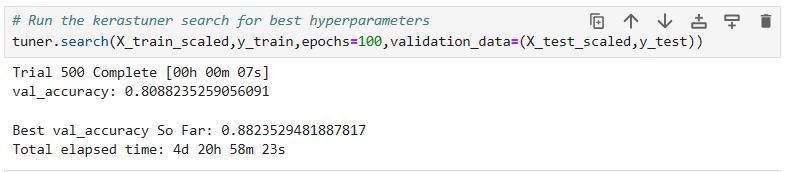 # Run the kerastuner search for best hyperparameters
tuner.search(X_train_scaled,y_train,epochs=100,validation_data=(X_test_scaled,y_test))
Trial 500 Complete [00h 00m 07s]
val_accuracy: 0.8088235259056091
Best val_accuracy So Far: 0.8823529481887817
Total elapsed time: 4d 20h 58m 23s